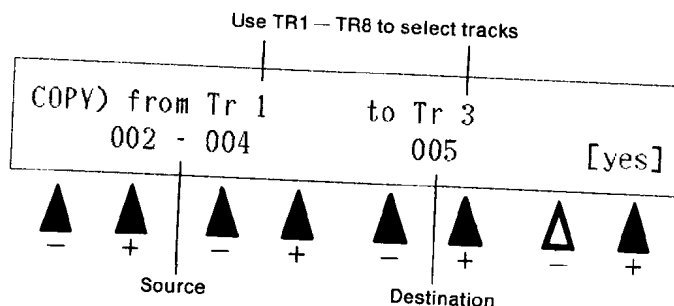 Use TR1 — TR8 to select tracks
COPY) from Tr 1 to Tr 3
002 - 004 005 [yes]
− + − + − + − +
Source Destination